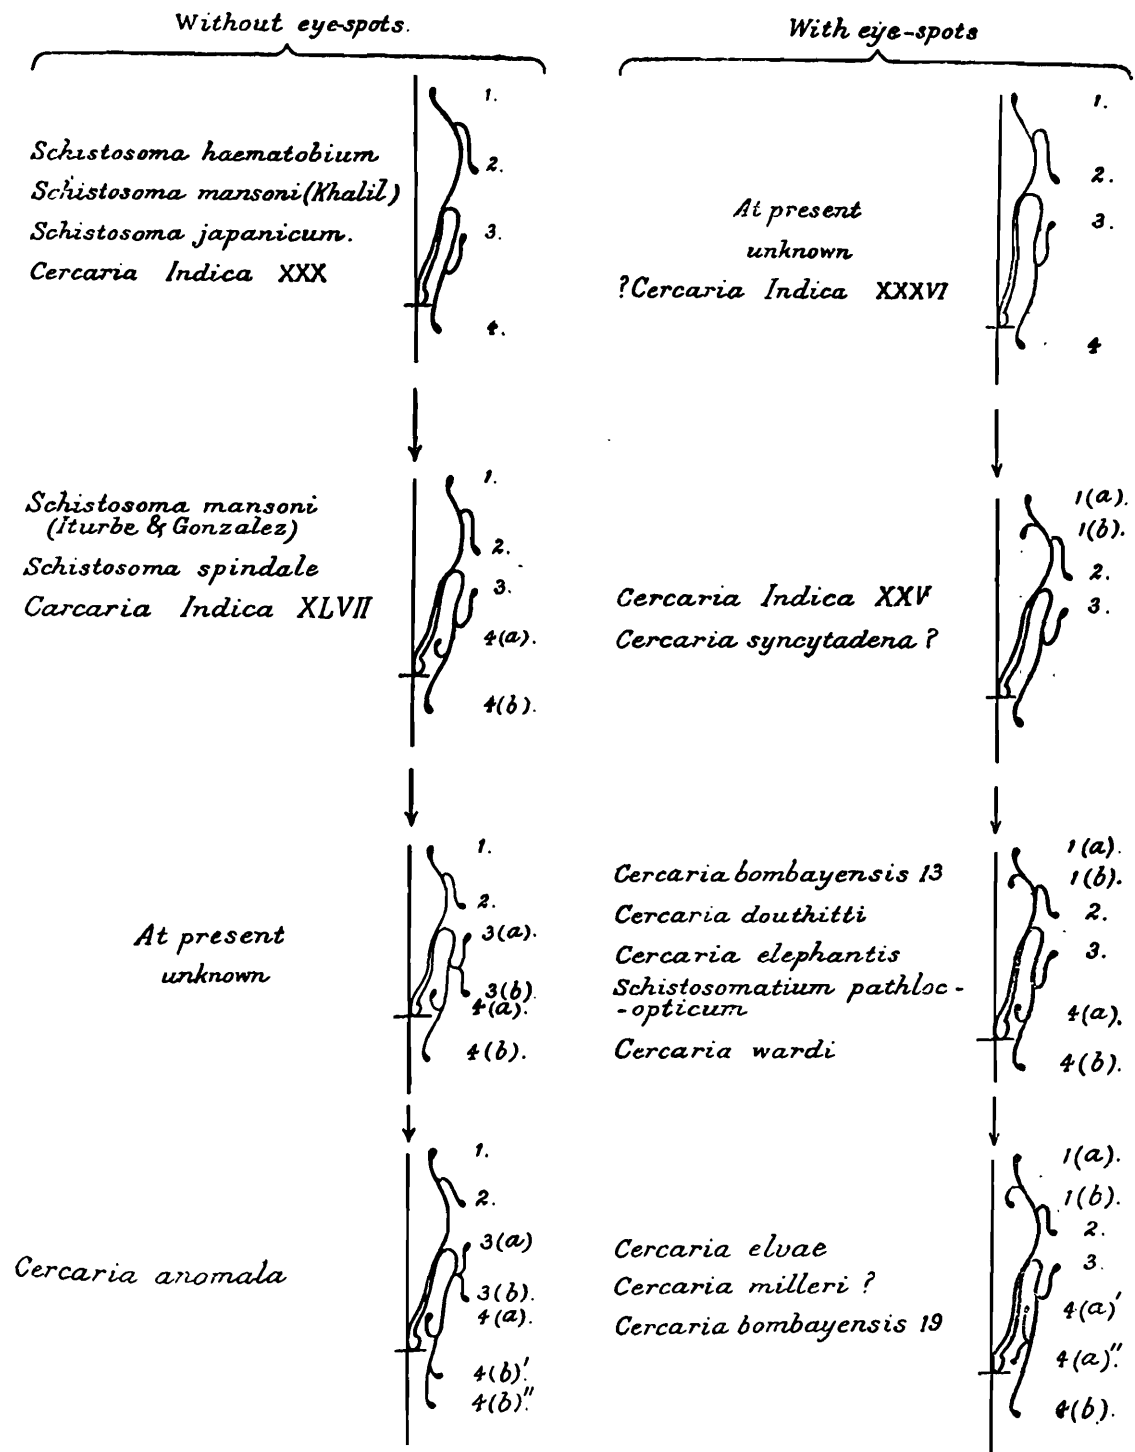 Without eye-spots.
1.
Schistosoma haematobium
2.
Schistosoma mansoni (Khalil)
Schistosoma japanicum.
3.
Cercaria Indica XXX
4.
Schistosoma mansoni
(Iturbe & Gonzalez)
Schistosoma spindale
Carcaria Indica XLVII
1.
2.
3.
4(a).
4(b).
At present
unknown
1.
2.
3(a).
3(b).
4(a).
4(b).
Cercaria anomala
1.
2.
3(a)
3(b).
4(a).
4(b)'.
4(b)".
With eye-spots
At present
unknown
?Cercaria Indica XXXVI
1.
2.
3.
4
Cercaria Indica XXV
Cercaria syncytadena ?
1(a).
1(b).
2.
3.
Cercaria bombayensis 13
Cercaria douthitti
Cercaria elephantis
Schistosomatium pathloc-
-opticum
Cercaria wardi
1(a).
1(b).
2.
3.
4(a).
4(b).
Cercaria elvae
Cercaria milleri ?
Cercaria bombayensis 19
1(a).
1(b).
2.
3.
4(a)'
4(a)".
4(b).